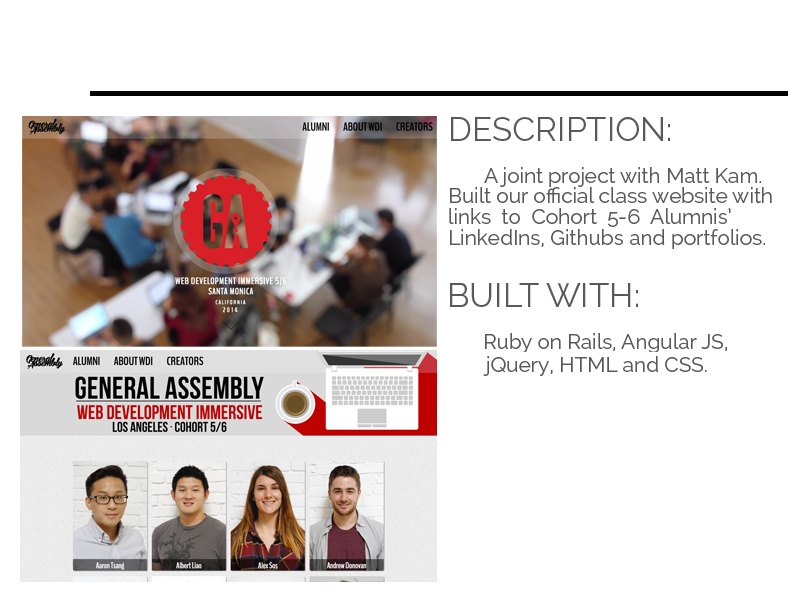 General Assembly
ALUMNI ABOUT WDI CREATORS
GA
WEB DEVELOPMENT IMMERSIVE 5/6
SANTA MONICA
CALIFORNIA
2014
General Assembly
ALUMNI ABOUT WDI CREATORS
GENERAL ASSEMBLY
WEB DEVELOPMENT IMMERSIVE
LOS ANGELES · COHORT 5/6
Aaron Tsang
Albert Liao
Alex Sos
Andrew Donovan
DESCRIPTION:
A joint project with Matt Kam.
Built our official class website with
links to Cohort 5-6 Alumnis'
LinkedIns, Githubs and portfolios.
BUILT WITH:
Ruby on Rails, Angular JS,
jQuery, HTML and CSS.